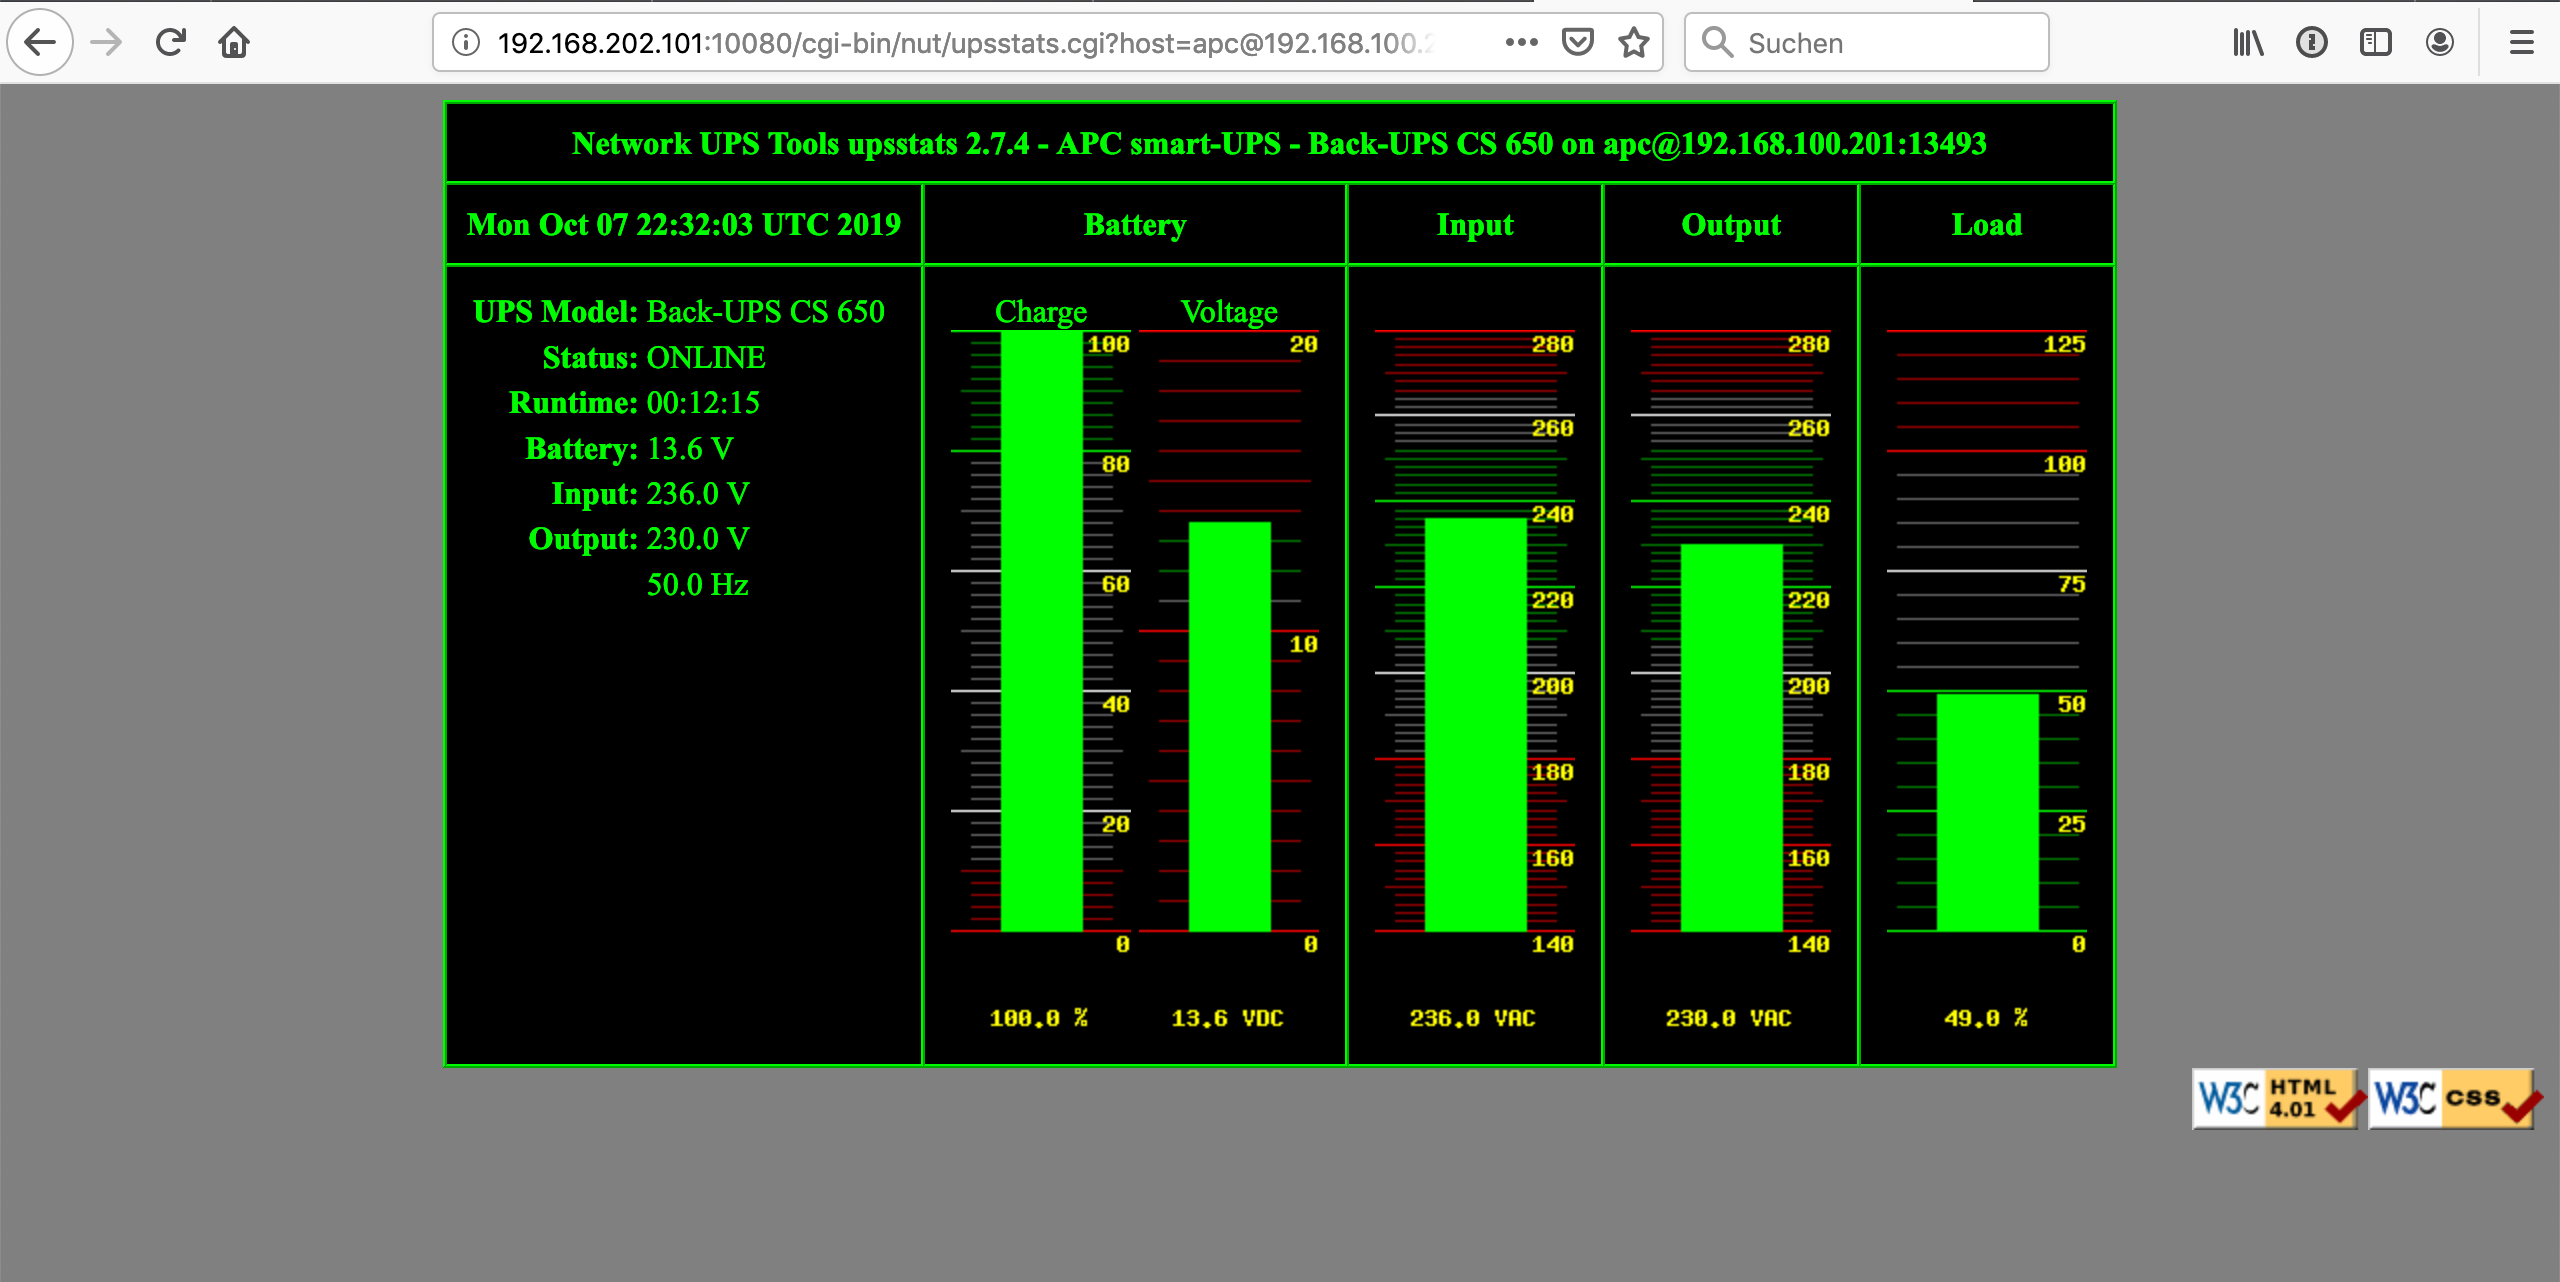 192.168.202.101:10080/cgi-bin/nut/upsstats.cgi?host=apc@192.168.100.2
Suchen
Network UPS Tools upsstats 2.7.4 - APC smart-UPS - Back-UPS CS 650 on apc@192.168.100.201:13493
Mon Oct 07 22:32:03 UTC 2019
Battery
Input
Output
Load
UPS Model: Back-UPS CS 650
Status: ONLINE
Runtime: 00:12:15
Battery: 13.6 V
Input: 236.0 V
Output: 230.0 V
50.0 Hz
Charge
100
80
60
40
20
0
100.0 %
Voltage
20
10
0
13.6 VDC
280
260
240
220
200
180
160
140
236.0 VAC
280
260
240
220
200
180
160
140
230.0 VAC
125
100
75
50
25
0
49.0 %
W3C HTML 4.01
W3C css